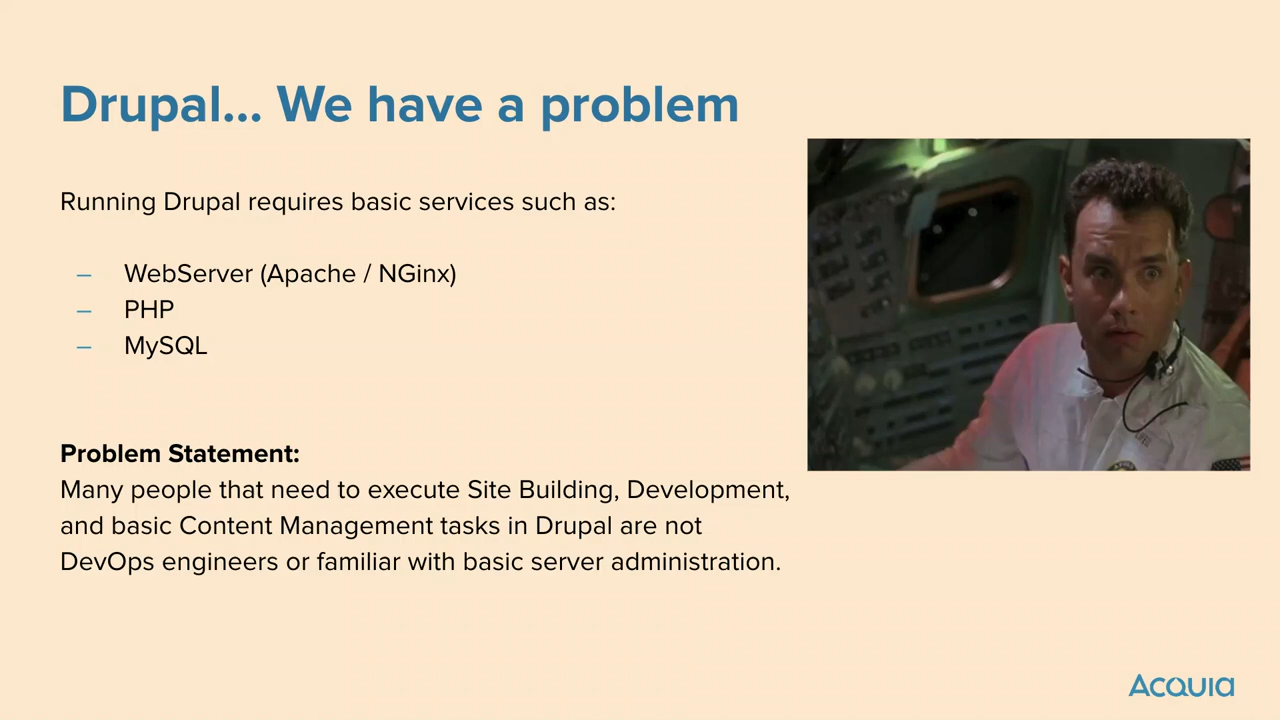 Drupal... We have a problem
Running Drupal requires basic services such as:
– WebServer (Apache / NGinx)
– PHP
– MySQL
Problem Statement:
Many people that need to execute Site Building, Development,
and basic Content Management tasks in Drupal are not
DevOps engineers or familiar with basic server administration.
ACQUIA